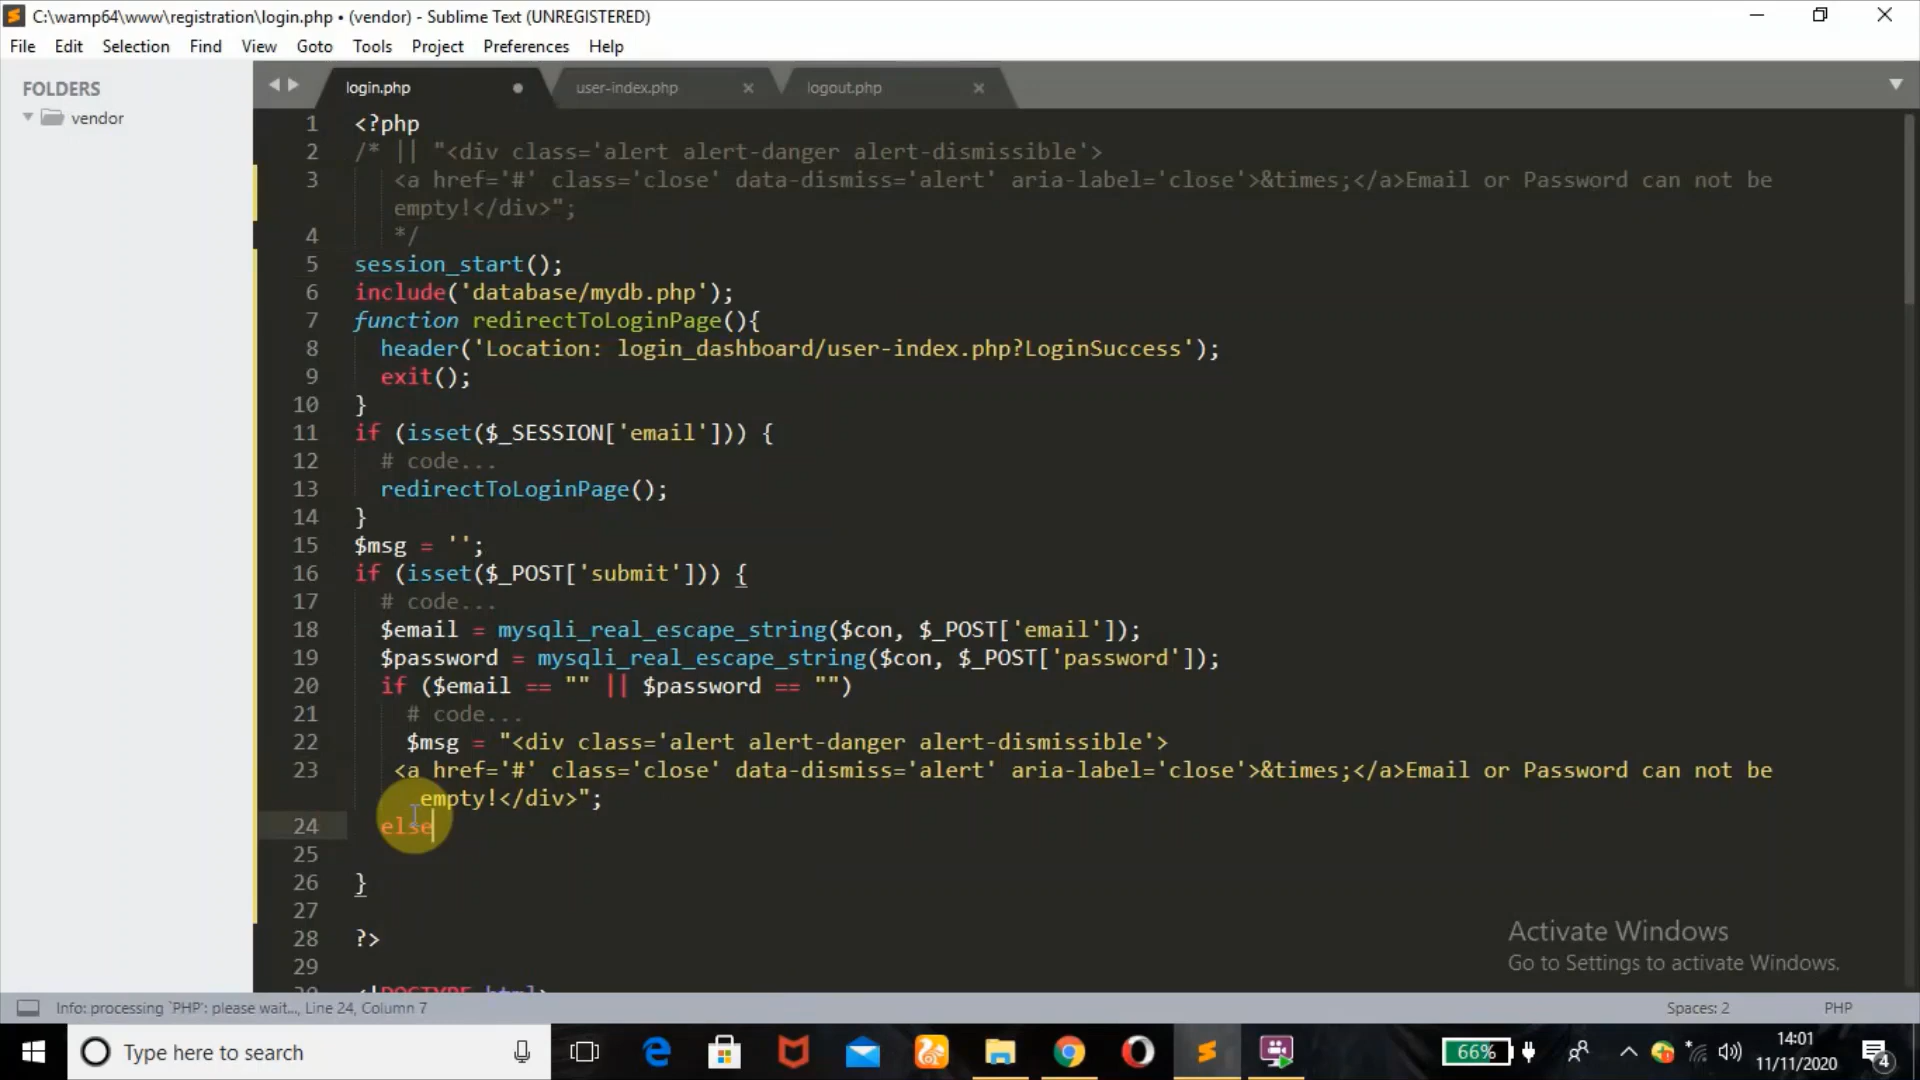 C:\wamp64\www\registration\login.php • (vendor) - Sublime Text (UNREGISTERED)
File Edit Selection Find View Goto Tools Project Preferences Help
FOLDERS
vendor
login.php
user-index.php
logout.php
1 <?php
2 /* || "<div class='alert alert-danger alert-dismissible'>
3 <a href='#' class='close' data-dismiss='alert' aria-label='close'>&times;</a>Email or Password can not be
empty!</div>";
4 */
5 session_start();
6 include('database/mydb.php');
7 function redirectToLoginPage(){
8 header('Location: login_dashboard/user-index.php?LoginSuccess');
9 exit();
10 }
11 if (isset($_SESSION['email'])) {
12 # code...
13 redirectToLoginPage();
14 }
15 $msg = '';
16 if (isset($_POST['submit'])) {
17 # code...
18 $email = mysqli_real_escape_string($con, $_POST['email']);
19 $password = mysqli_real_escape_string($con, $_POST['password']);
20 if ($email == "" || $password == "")
21 # code...
22 $msg = "<div class='alert alert-danger alert-dismissible'>
23 <a href='#' class='close' data-dismiss='alert' aria-label='close'>&times;</a>Email or Password can not be
empty!</div>";
24 else
25
26 }
27
28 ?>
29
30 <!DOCTYPE html>
Activate Windows
Go to Settings to activate Windows.
Info: processing `PHP': please wait..., Line 24, Column 7
Spaces: 2
PHP
Type here to search
66%
14:01
11/11/2020
4